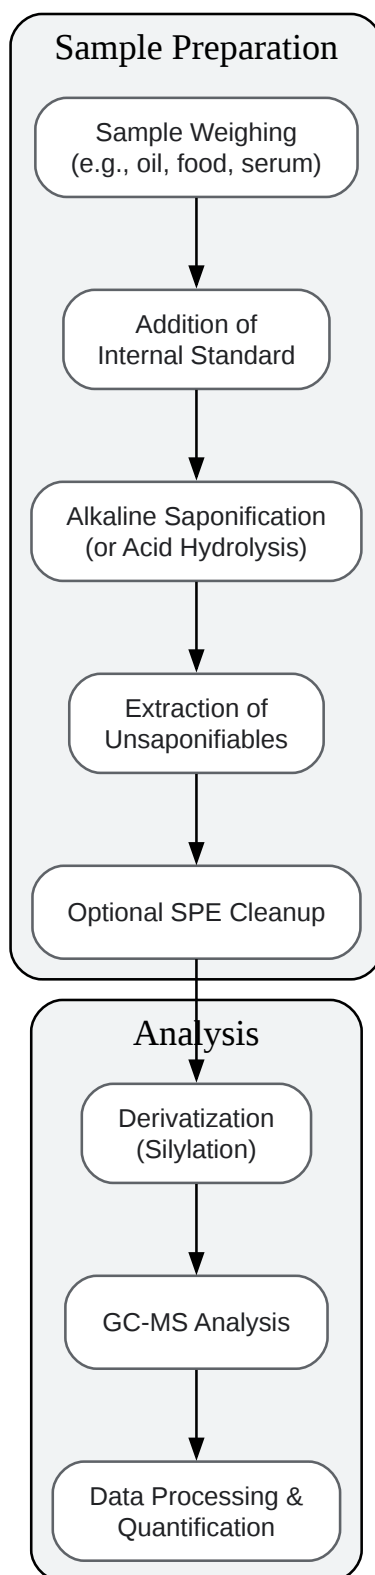 Sample Preparation
Sample Weighing
(e.g., oil, food, serum)
Addition of
Internal Standard
Alkaline Saponification
(or Acid Hydrolysis)
Extraction of
Unsaponifiables
Optional SPE Cleanup
Analysis
Derivatization
(Silylation)
GC-MS Analysis
Data Processing &
Quantification